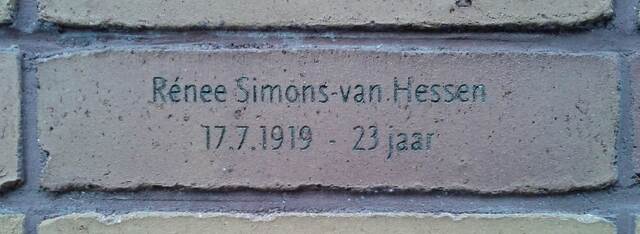 Rénee Simons-van Hessen
17.7.1919 - 23 jaar